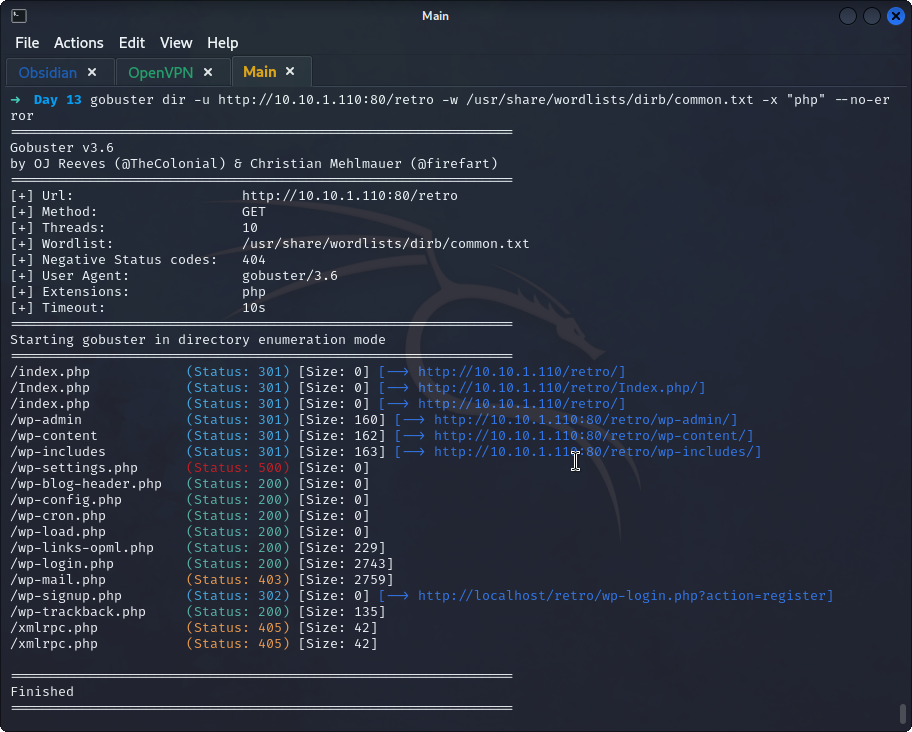 Main
File Actions Edit View Help
Obsidian × OpenVPN × Main ×
➜ Day 13 gobuster dir -u http://10.10.1.110:80/retro -w /usr/share/wordlists/dirb/common.txt -x "php" --no-er
ror
===============================================================
Gobuster v3.6
by OJ Reeves (@TheColonial) & Christian Mehlmauer (@firefart)
===============================================================
[+] Url: http://10.10.1.110:80/retro
[+] Method: GET
[+] Threads: 10
[+] Wordlist: /usr/share/wordlists/dirb/common.txt
[+] Negative Status codes: 404
[+] User Agent: gobuster/3.6
[+] Extensions: php
[+] Timeout: 10s
===============================================================
Starting gobuster in directory enumeration mode
===============================================================
/index.php (Status: 301) [Size: 0] [--> http://10.10.1.110/retro/]
/Index.php (Status: 301) [Size: 0] [--> http://10.10.1.110/retro/Index.php/]
/index.php (Status: 301) [Size: 0] [--> http://10.10.1.110/retro/]
/wp-admin (Status: 301) [Size: 160] [--> http://10.10.1.110:80/retro/wp-admin/]
/wp-content (Status: 301) [Size: 162] [--> http://10.10.1.110:80/retro/wp-content/]
/wp-includes (Status: 301) [Size: 163] [--> http://10.10.1.110:80/retro/wp-includes/]
/wp-settings.php (Status: 500) [Size: 0]
/wp-blog-header.php (Status: 200) [Size: 0]
/wp-config.php (Status: 200) [Size: 0]
/wp-cron.php (Status: 200) [Size: 0]
/wp-load.php (Status: 200) [Size: 0]
/wp-links-opml.php (Status: 200) [Size: 229]
/wp-login.php (Status: 200) [Size: 2743]
/wp-mail.php (Status: 403) [Size: 2759]
/wp-signup.php (Status: 302) [Size: 0] [--> http://localhost/retro/wp-login.php?action=register]
/wp-trackback.php (Status: 200) [Size: 135]
/xmlrpc.php (Status: 405) [Size: 42]
/xmlrpc.php (Status: 405) [Size: 42]
===============================================================
Finished
===============================================================